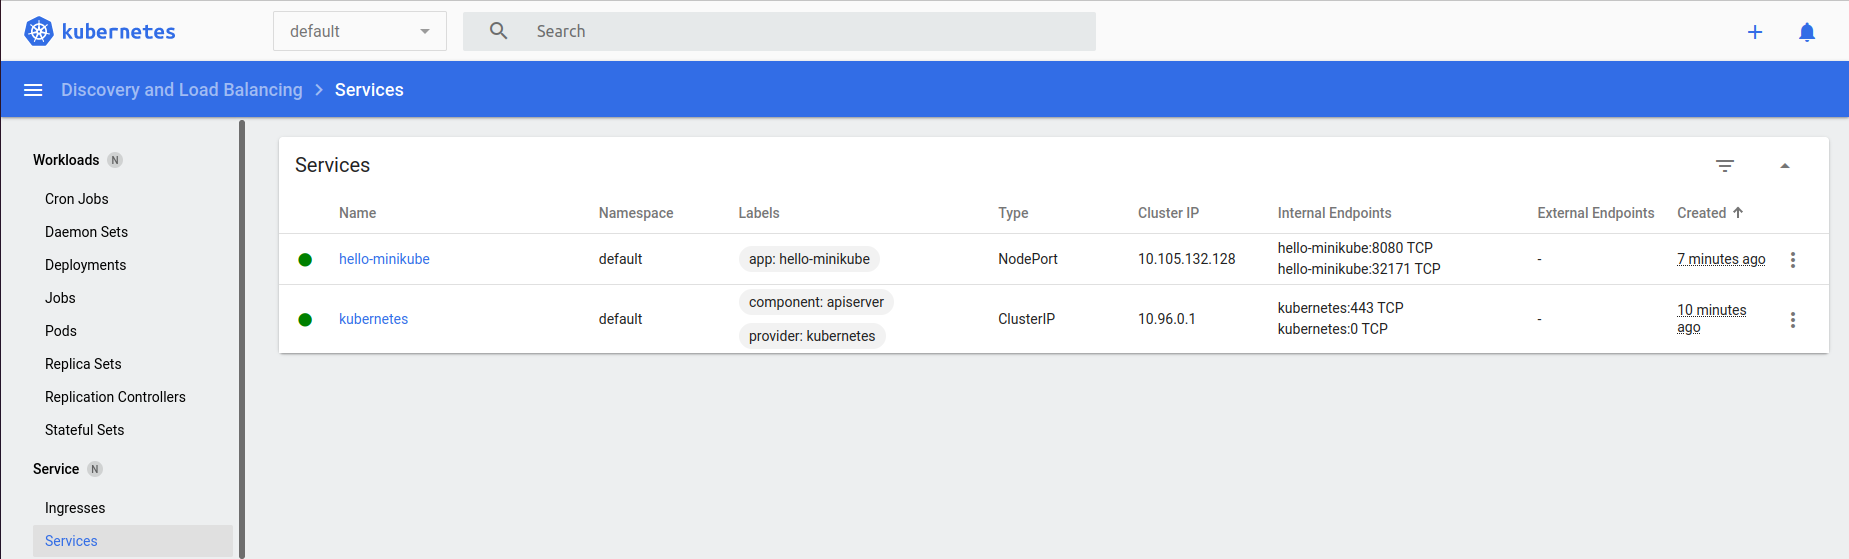 kubernetes
default
Search
Discovery and Load Balancing > Services
Workloads N
Cron Jobs
Daemon Sets
Deployments
Jobs
Pods
Replica Sets
Replication Controllers
Stateful Sets
Service N
Ingresses
Services
Services
Name Namespace Labels Type Cluster IP Internal Endpoints External Endpoints Created
hello-minikube default app: hello-minikube NodePort 10.105.132.128 hello-minikube:8080 TCP - 7 minutes ago
hello-minikube:32171 TCP
kubernetes default component: apiserver ClusterIP 10.96.0.1 kubernetes:443 TCP - 10 minutes
provider: kubernetes kubernetes:0 TCP ago